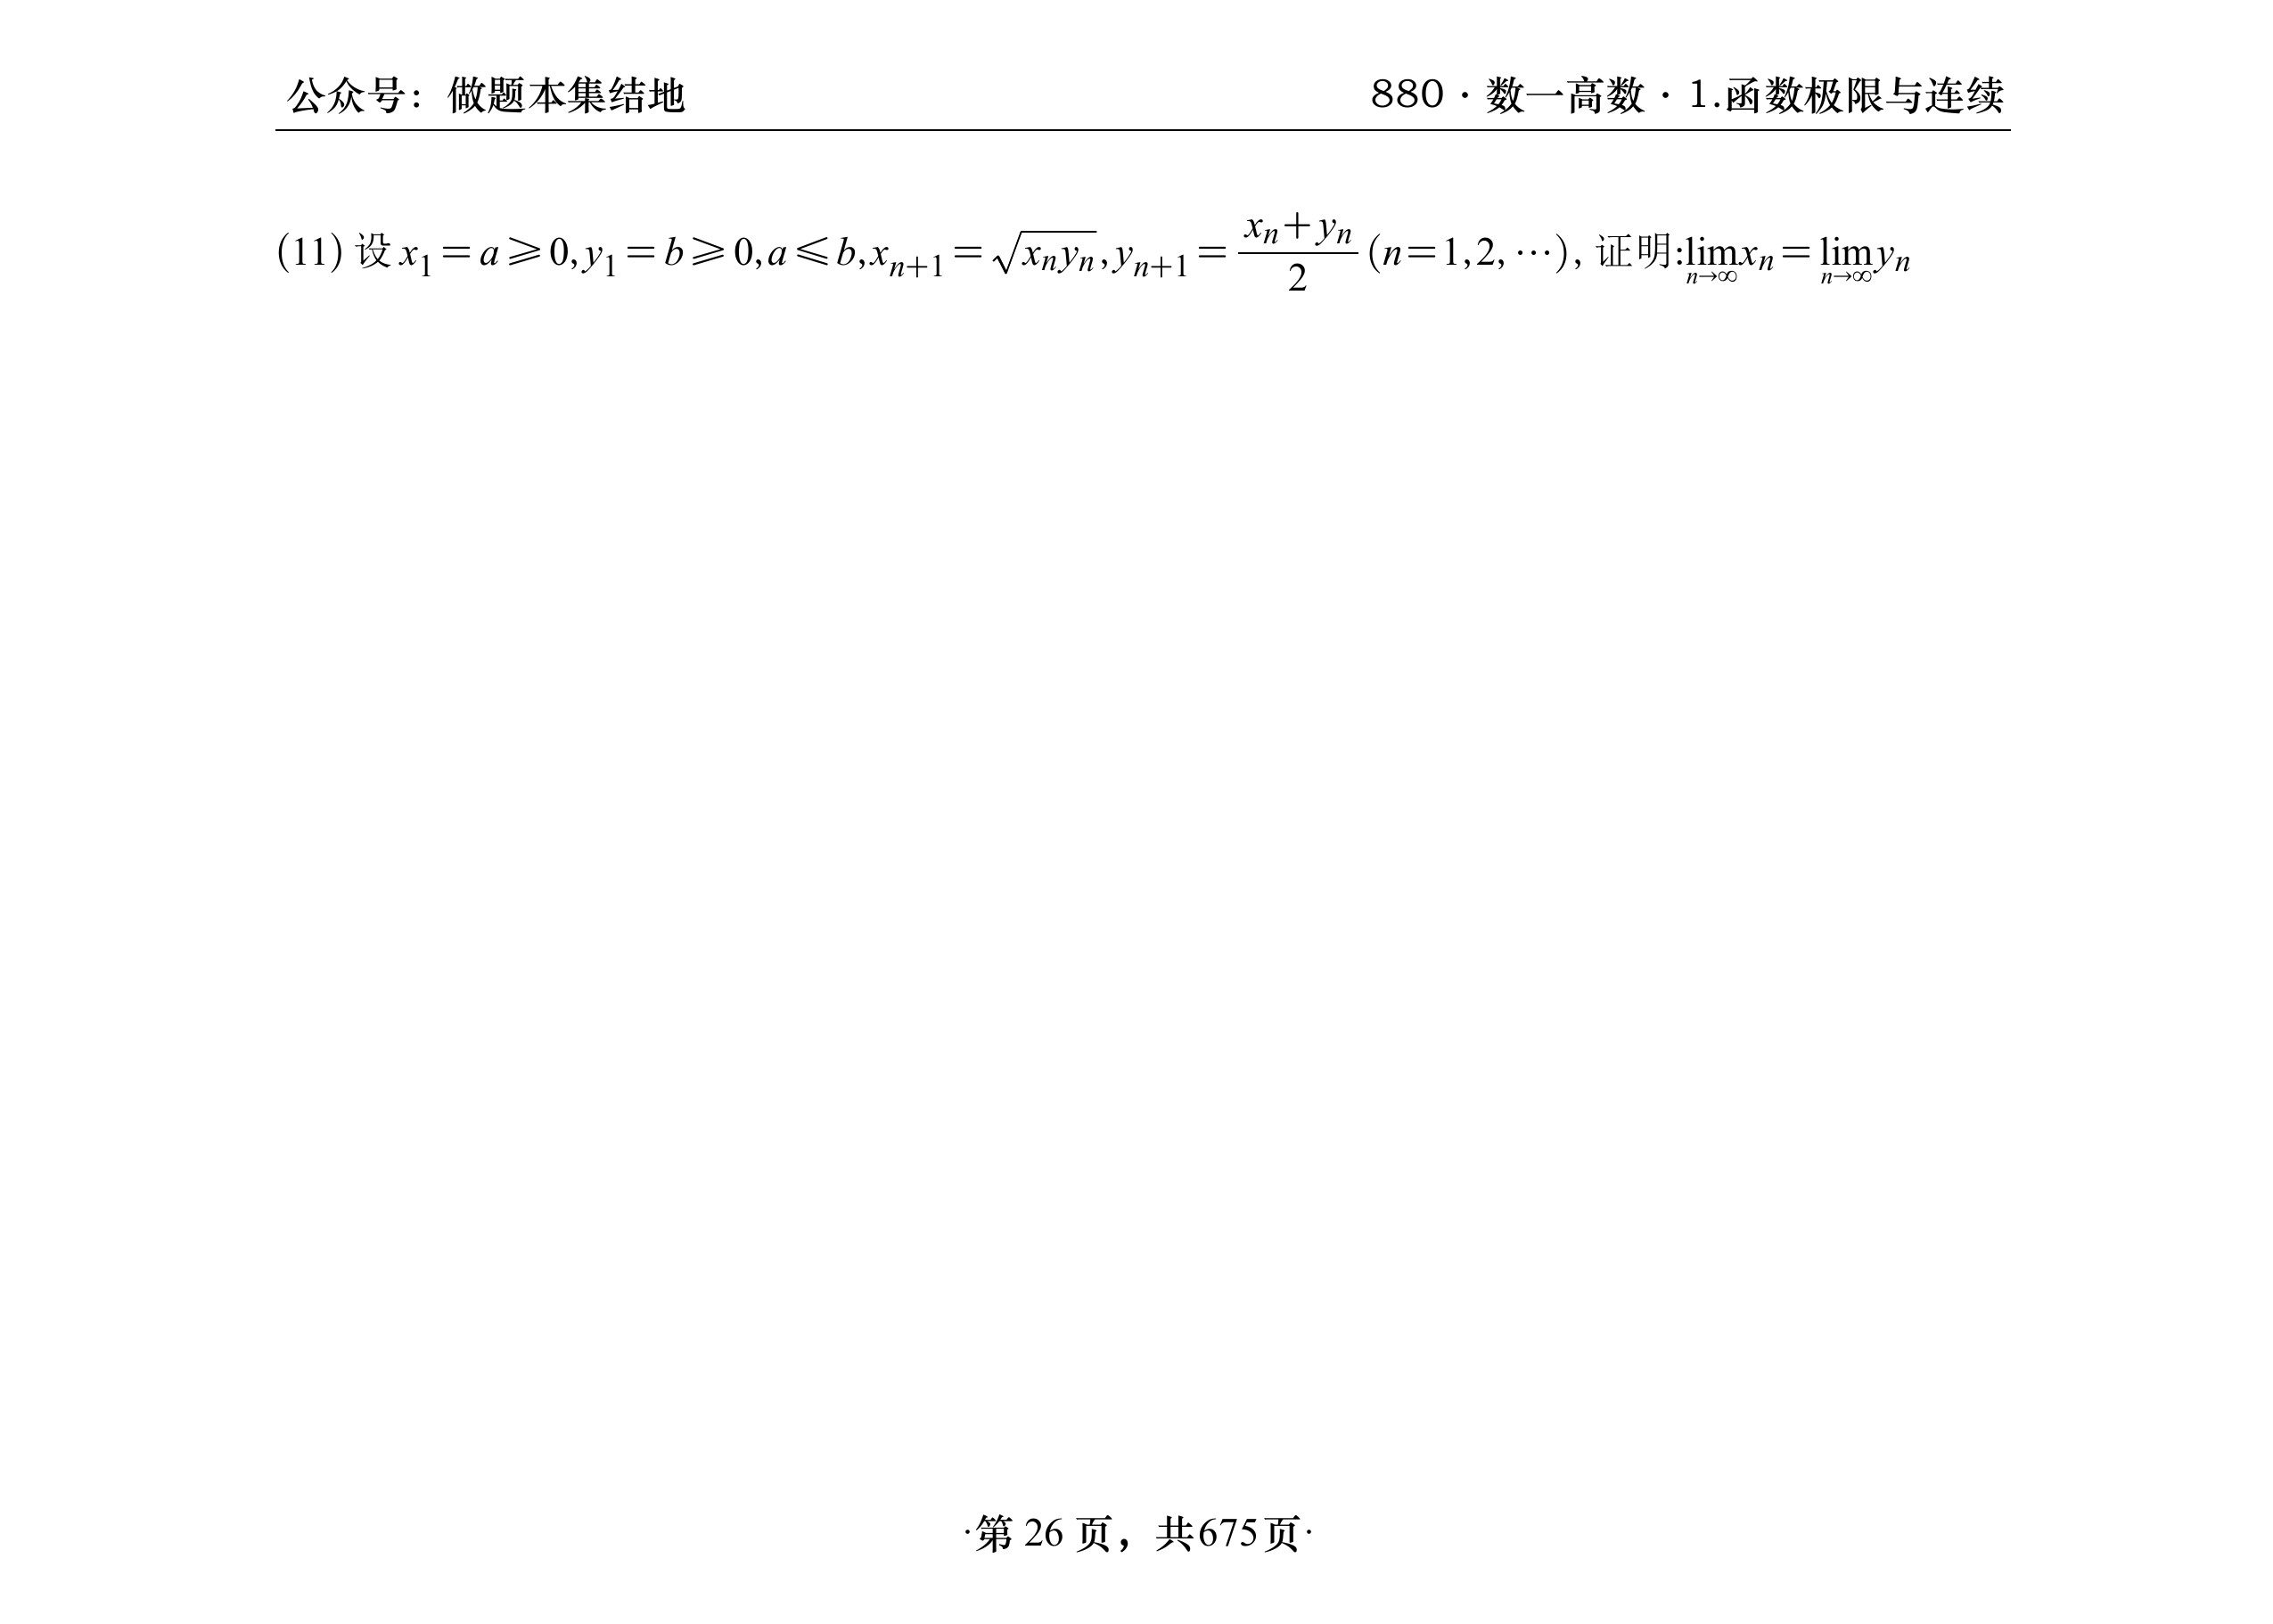 公众号：做题本集结地
880·数一高数·1.函数极限与连续
(11) 设 $x_1=a\geqslant 0,y_1=b\geqslant 0,a\leqslant b,x_{n+1}=\sqrt{x_n y_n},y_{n+1}=\dfrac{x_n+y_n}{2}(n=1,2,\cdots)$, 证明:$\lim\limits_{n\to\infty}x_n=\lim\limits_{n\to\infty}y_n$
·第 26 页，共675页·